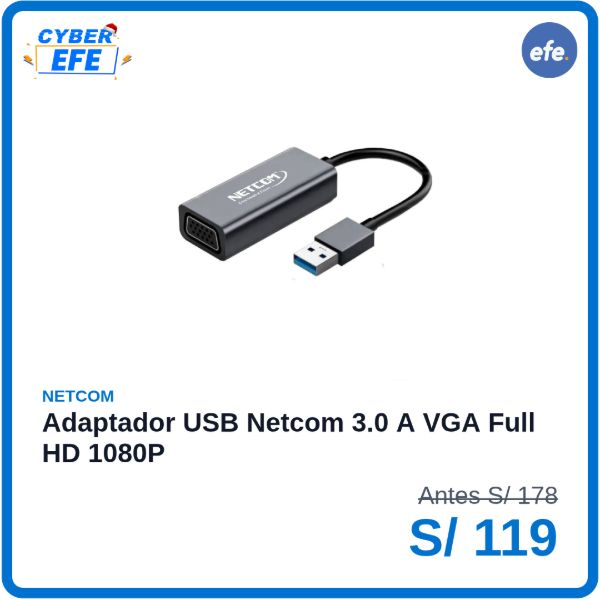 CYBER
EFE
efe.
NETCOM
NETCOM
Adaptador USB Netcom 3.0 A VGA Full
HD 1080P
Antes S/ 178
S/ 119